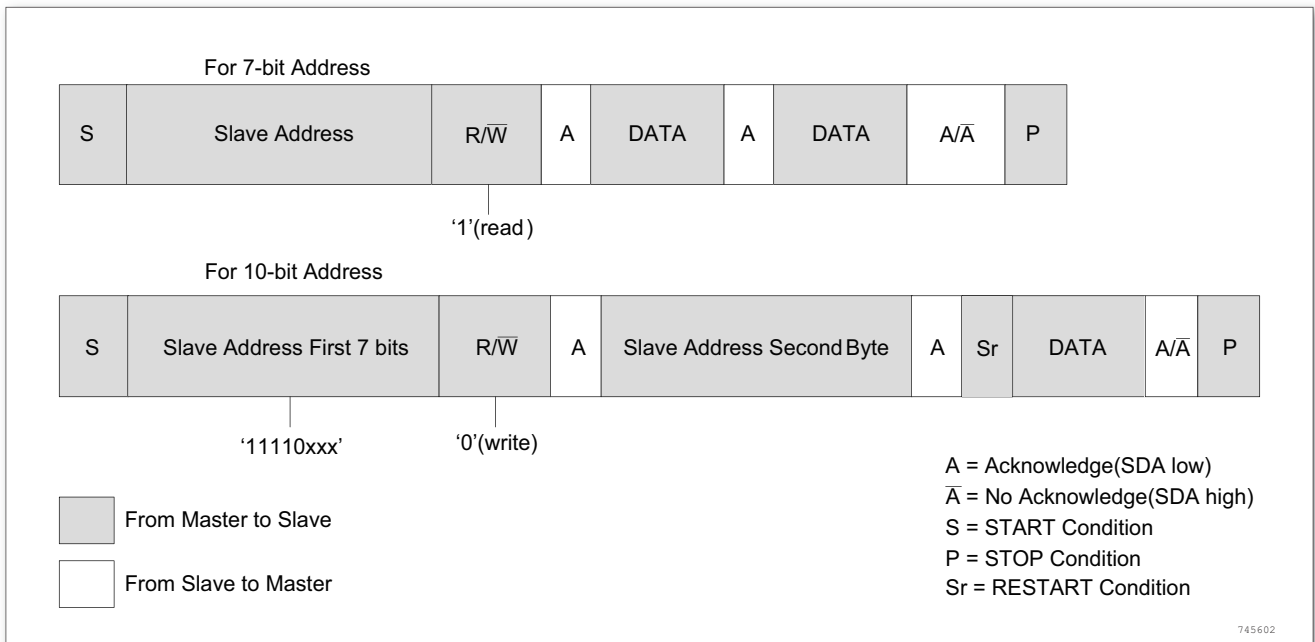 For 7-bit Address
S Slave Address R/W̅ A DATA A DATA A/A̅ P
‘1’(read)
For 10-bit Address
S Slave Address First 7 bits R/W̅ A Slave Address Second Byte A Sr DATA A/A̅ P
‘11110xxx’ ‘0’(write)
From Master to Slave
From Slave to Master
A = Acknowledge(SDA low)
A̅ = No Acknowledge(SDA high)
S = START Condition
P = STOP Condition
Sr = RESTART Condition
745602